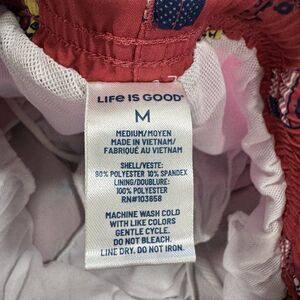 LIFE IS GOOD®
M
MEDIUM/MOYEN
MADE IN VIETNAM/
FABRIQUÉ AU VIETNAM
SHELL/VESTE:
90% POLYESTER 10% SPANDEX
LINING/DOUBLURE:
100% POLYESTER
RN#103658
MACHINE WASH COLD
WITH LIKE COLORS
GENTLE CYCLE.
DO NOT BLEACH.
LINE DRY. DO NOT IRON.